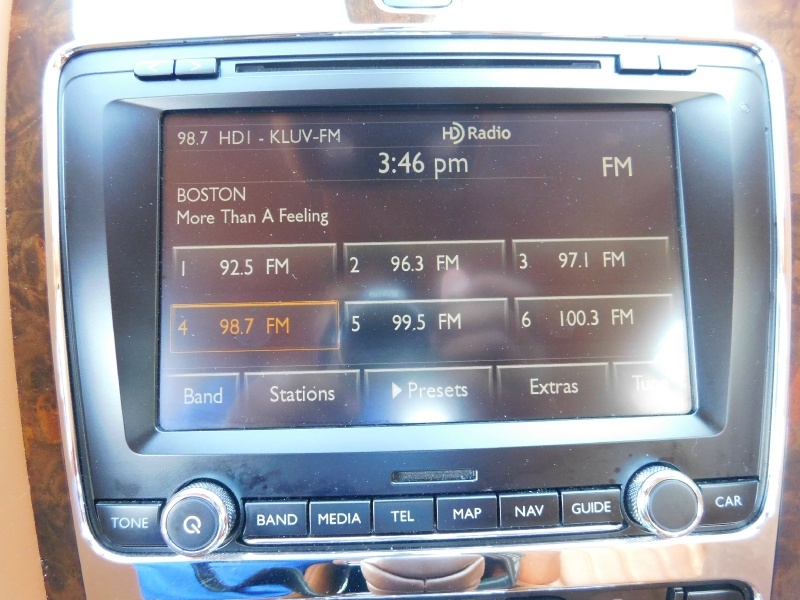 98.7 HD1 - KLUV-FM HD Radio
3:46 pm
FM
BOSTON
More Than A Feeling
1 92.5 FM 2 96.3 FM 3 97.1 FM
4 98.7 FM 5 99.5 FM 6 100.3 FM
Band Stations Presets Extras
TONE BAND MEDIA TEL MAP NAV GUIDE CAR